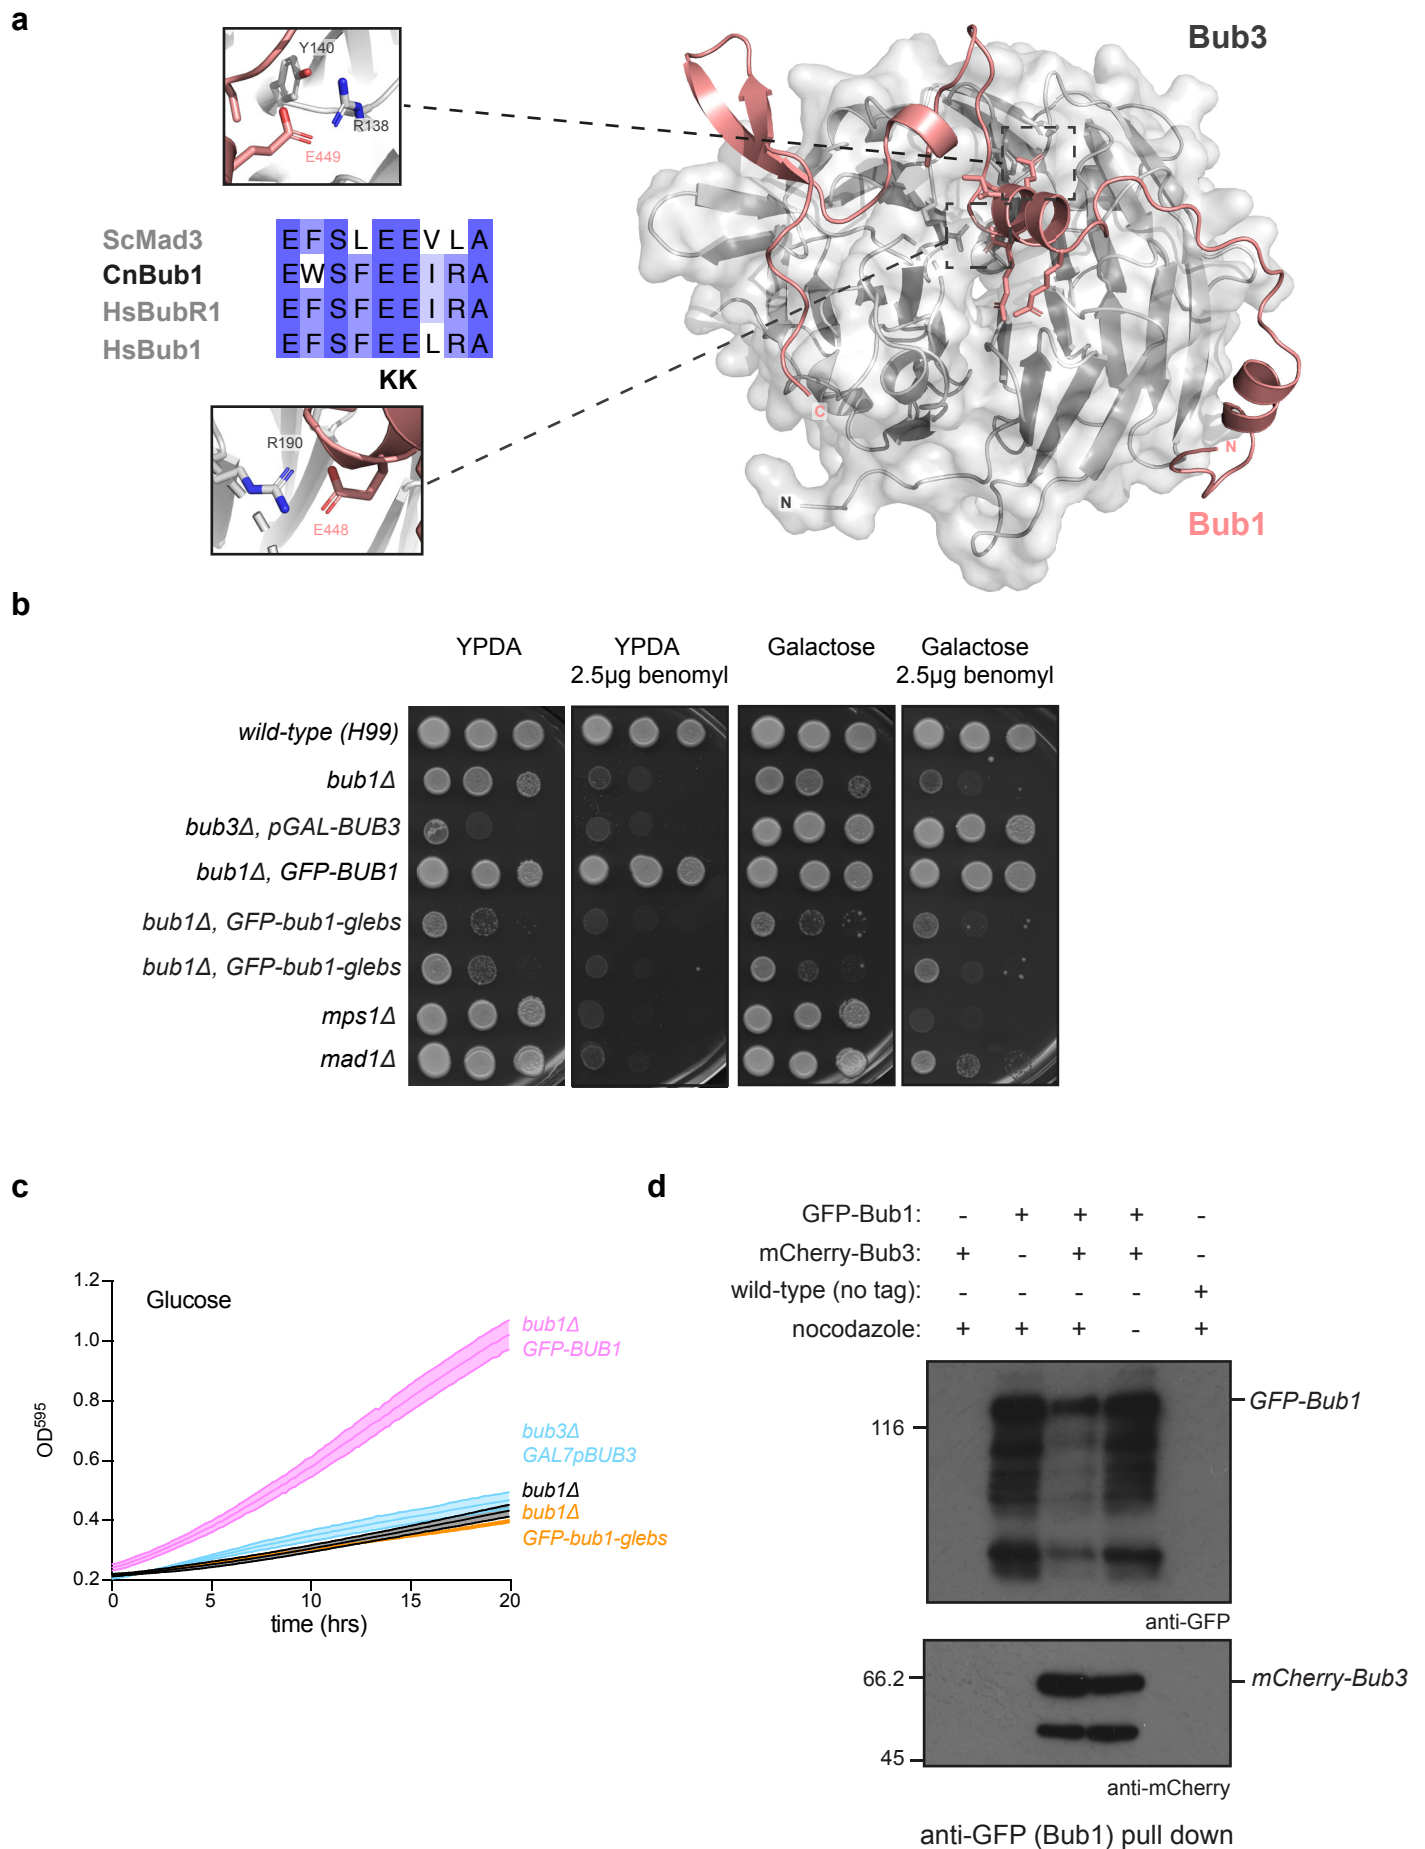 a
Y140
R138
E449
Bub3
ScMad3 EFSLEEVLA
CnBub1 EWSFEEIRA
HsBubR1 EFSFEEIRA
HsBub1 EFSFEELRA
KK
R190
E448
C
N
N
Bub1
b
YPDA
YPDA
2.5µg benomyl
Galactose
Galactose
2.5µg benomyl
wild-type (H99)
bub1Δ
bub3Δ, pGAL-BUB3
bub1Δ, GFP-BUB1
bub1Δ, GFP-bub1-glebs
bub1Δ, GFP-bub1-glebs
mps1Δ
mad1Δ
c
Glucose
OD595
1.2
1.0
0.8
0.6
0.4
0.2
0 5 10 15 20
time (hrs)
bub1Δ
GFP-BUB1
bub3Δ
GAL7pBUB3
bub1Δ
bub1Δ
GFP-bub1-glebs
d
GFP-Bub1: - + + + -
mCherry-Bub3: + - + + -
wild-type (no tag): - - - - +
nocodazole: + + + - +
116
GFP-Bub1
anti-GFP
66.2
mCherry-Bub3
45
anti-mCherry
anti-GFP (Bub1) pull down